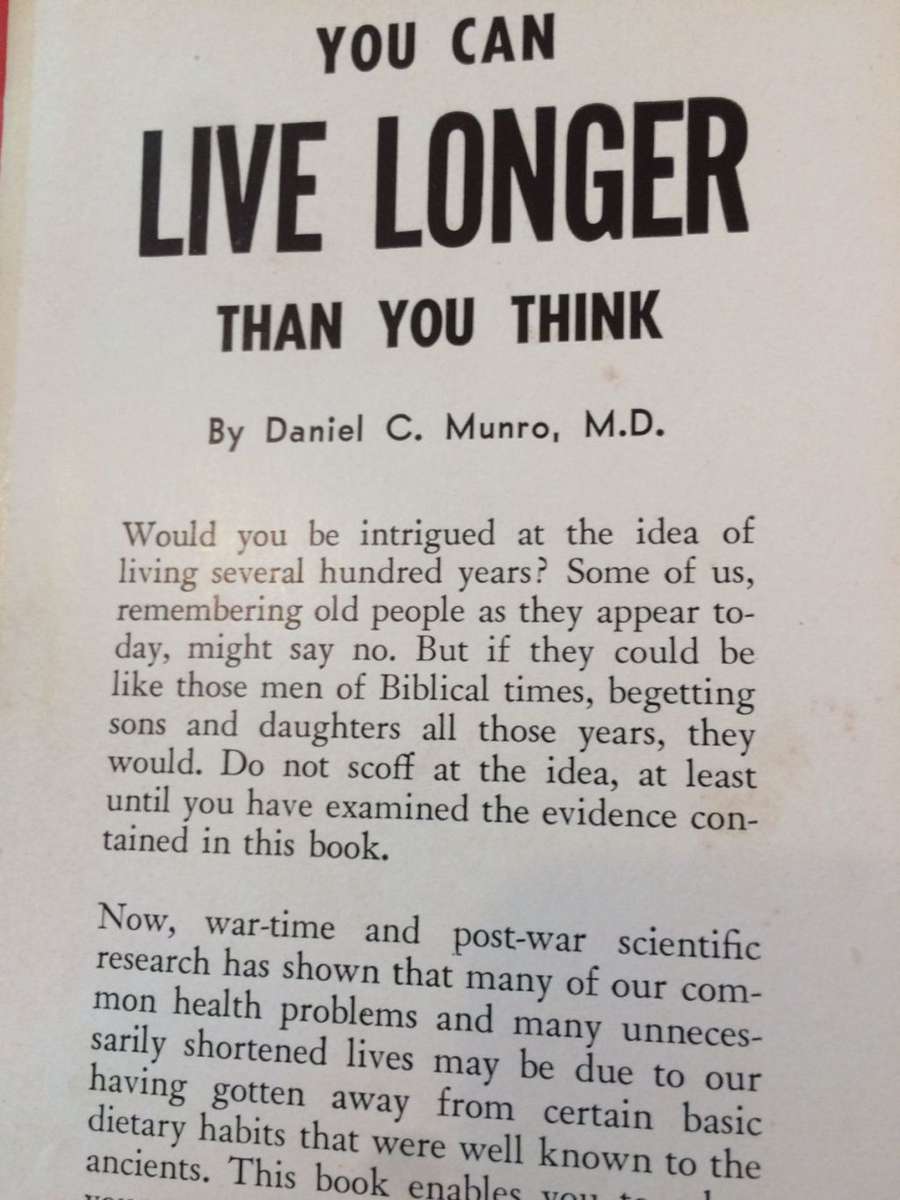 YOU CAN
LIVE LONGER
THAN YOU THINK
By Daniel C. Munro, M.D.
Would you be intrigued at the idea of
living several hundred years? Some of us,
remembering old people as they appear to-
day, might say no. But if they could be
like those men of Biblical times, begetting
sons and daughters all those years, they
would. Do not scoff at the idea, at least
until you have examined the evidence con-
tained in this book.
Now, war-time and post-war scientific
research has shown that many of our com-
mon health problems and many unneces-
sarily shortened lives may be due to our
having gotten away from certain basic
dietary habits that were well known to the
ancients. This book enables you to